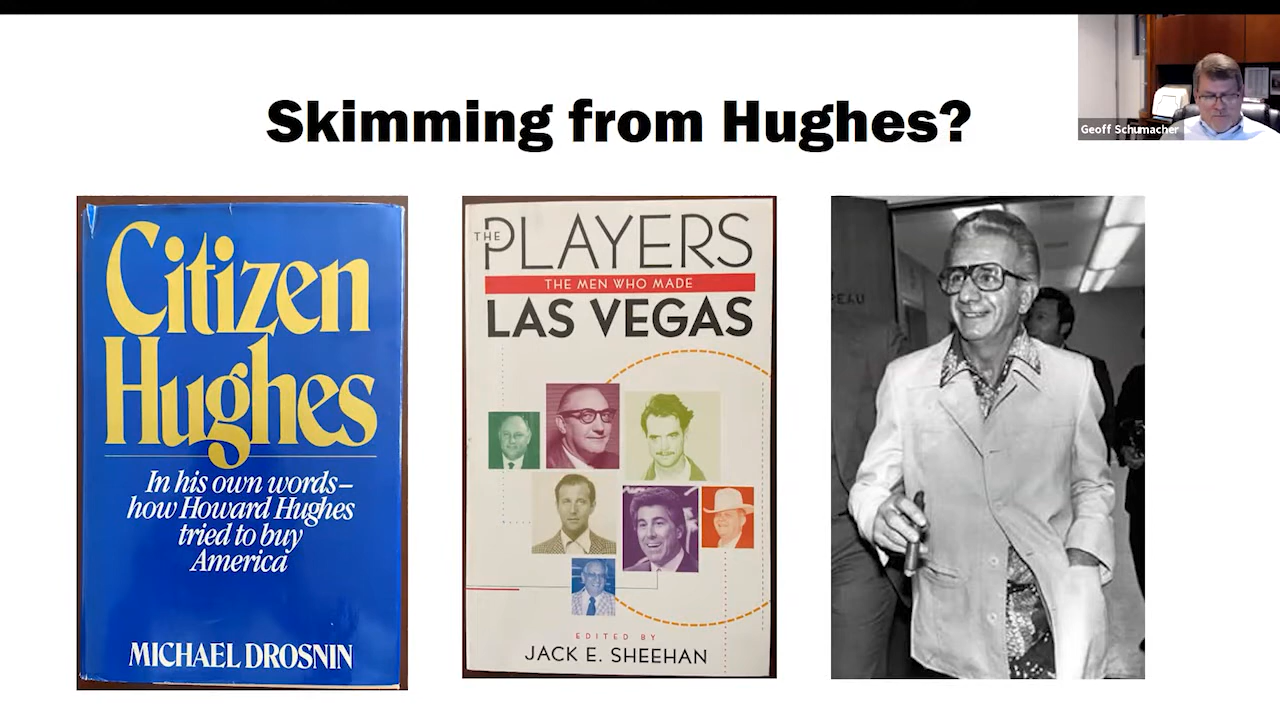 Skimming from Hughes?
Geoff Schumacher
Citizen
Hughes
In his own words–
how Howard Hughes
tried to buy
America
MICHAEL DROSNIN
THE PLAYERS
THE MEN WHO MADE
LAS VEGAS
EDITED BY
JACK E. SHEEHAN
EAU